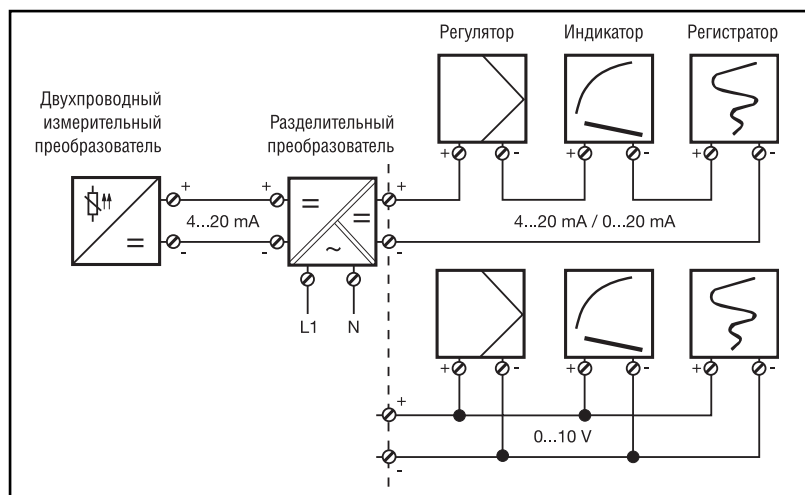 Регулятор
Индикатор
Регистратор
Двухпроводный
измерительный
преобразователь
Разделительный
преобразователь
+ - + - + -
+ + +
4...20 mA
4...20 mA / 0...20 mA
- - -
L1 N
+ - + - + -
+
0...10 V
-